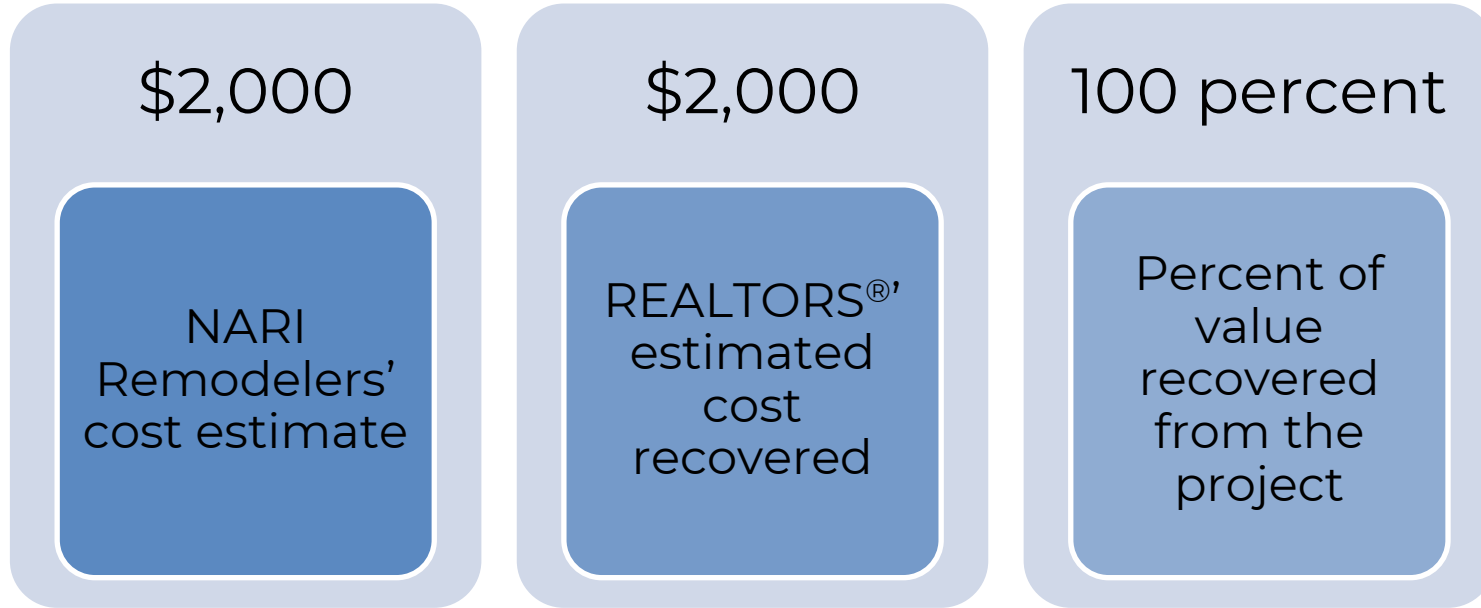 $2,000
NARI
Remodelers’
cost estimate
$2,000
REALTORS®’
estimated
cost
recovered
100 percent
Percent of
value
recovered
from the
project